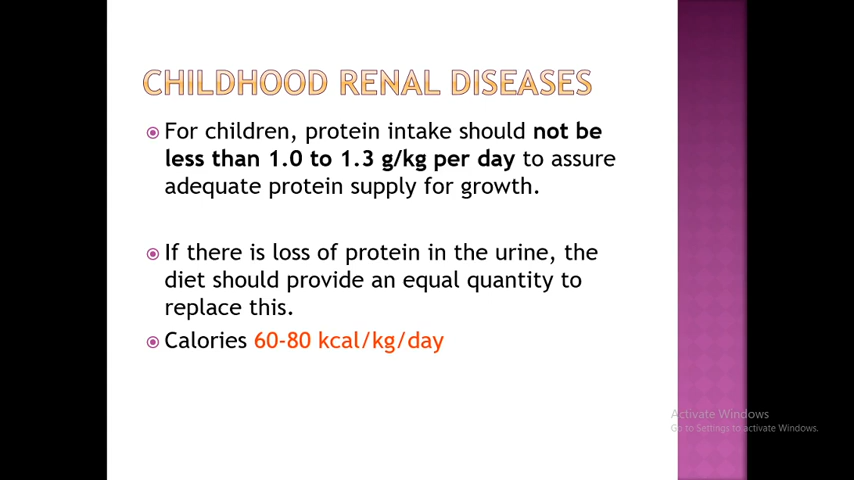 CHILDHOOD RENAL DISEASES
For children, protein intake should not be
less than 1.0 to 1.3 g/kg per day to assure
adequate protein supply for growth.
If there is loss of protein in the urine, the
diet should provide an equal quantity to
replace this.
Calories 60-80 kcal/kg/day
Activate Windows
Go to Settings to activate Windows.